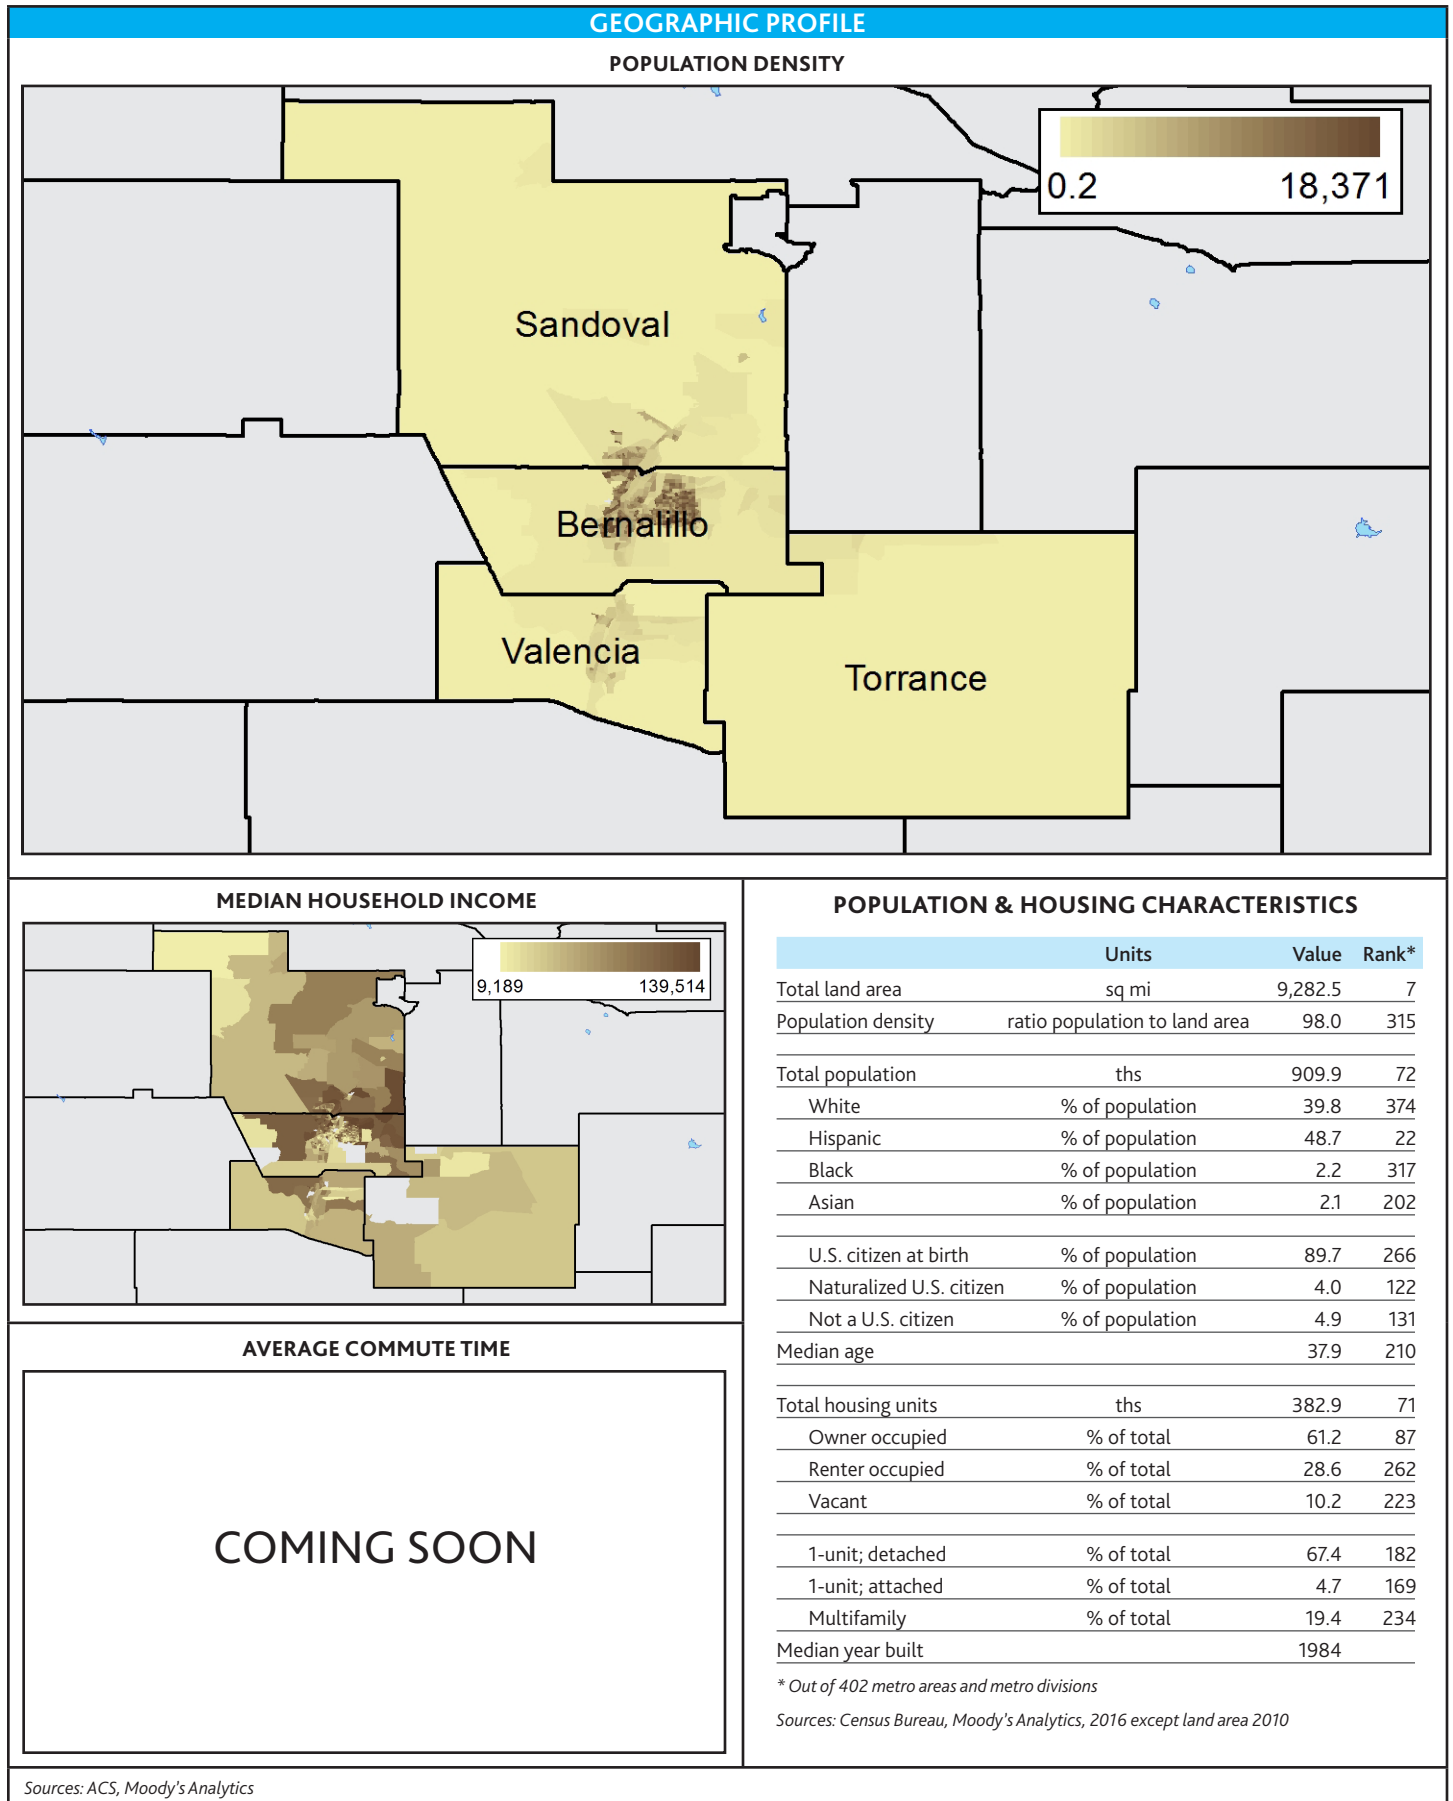 GEOGRAPHIC PROFILE
POPULATION DENSITY
0.2 18,371
Sandoval
Bernalillo
Valencia
Torrance
MEDIAN HOUSEHOLD INCOME
9,189 139,514
AVERAGE COMMUTE TIME
COMING SOON
POPULATION & HOUSING CHARACTERISTICS
Units Value Rank*
Total land area sq mi 9,282.5 7
Population density ratio population to land area 98.0 315
Total population ths 909.9 72
White % of population 39.8 374
Hispanic % of population 48.7 22
Black % of population 2.2 317
Asian % of population 2.1 202
U.S. citizen at birth % of population 89.7 266
Naturalized U.S. citizen % of population 4.0 122
Not a U.S. citizen % of population 4.9 131
Median age 37.9 210
Total housing units ths 382.9 71
Owner occupied % of total 61.2 87
Renter occupied % of total 28.6 262
Vacant % of total 10.2 223
1-unit; detached % of total 67.4 182
1-unit; attached % of total 4.7 169
Multifamily % of total 19.4 234
Median year built 1984
* Out of 402 metro areas and metro divisions
Sources: Census Bureau, Moody's Analytics, 2016 except land area 2010
Sources: ACS, Moody's Analytics